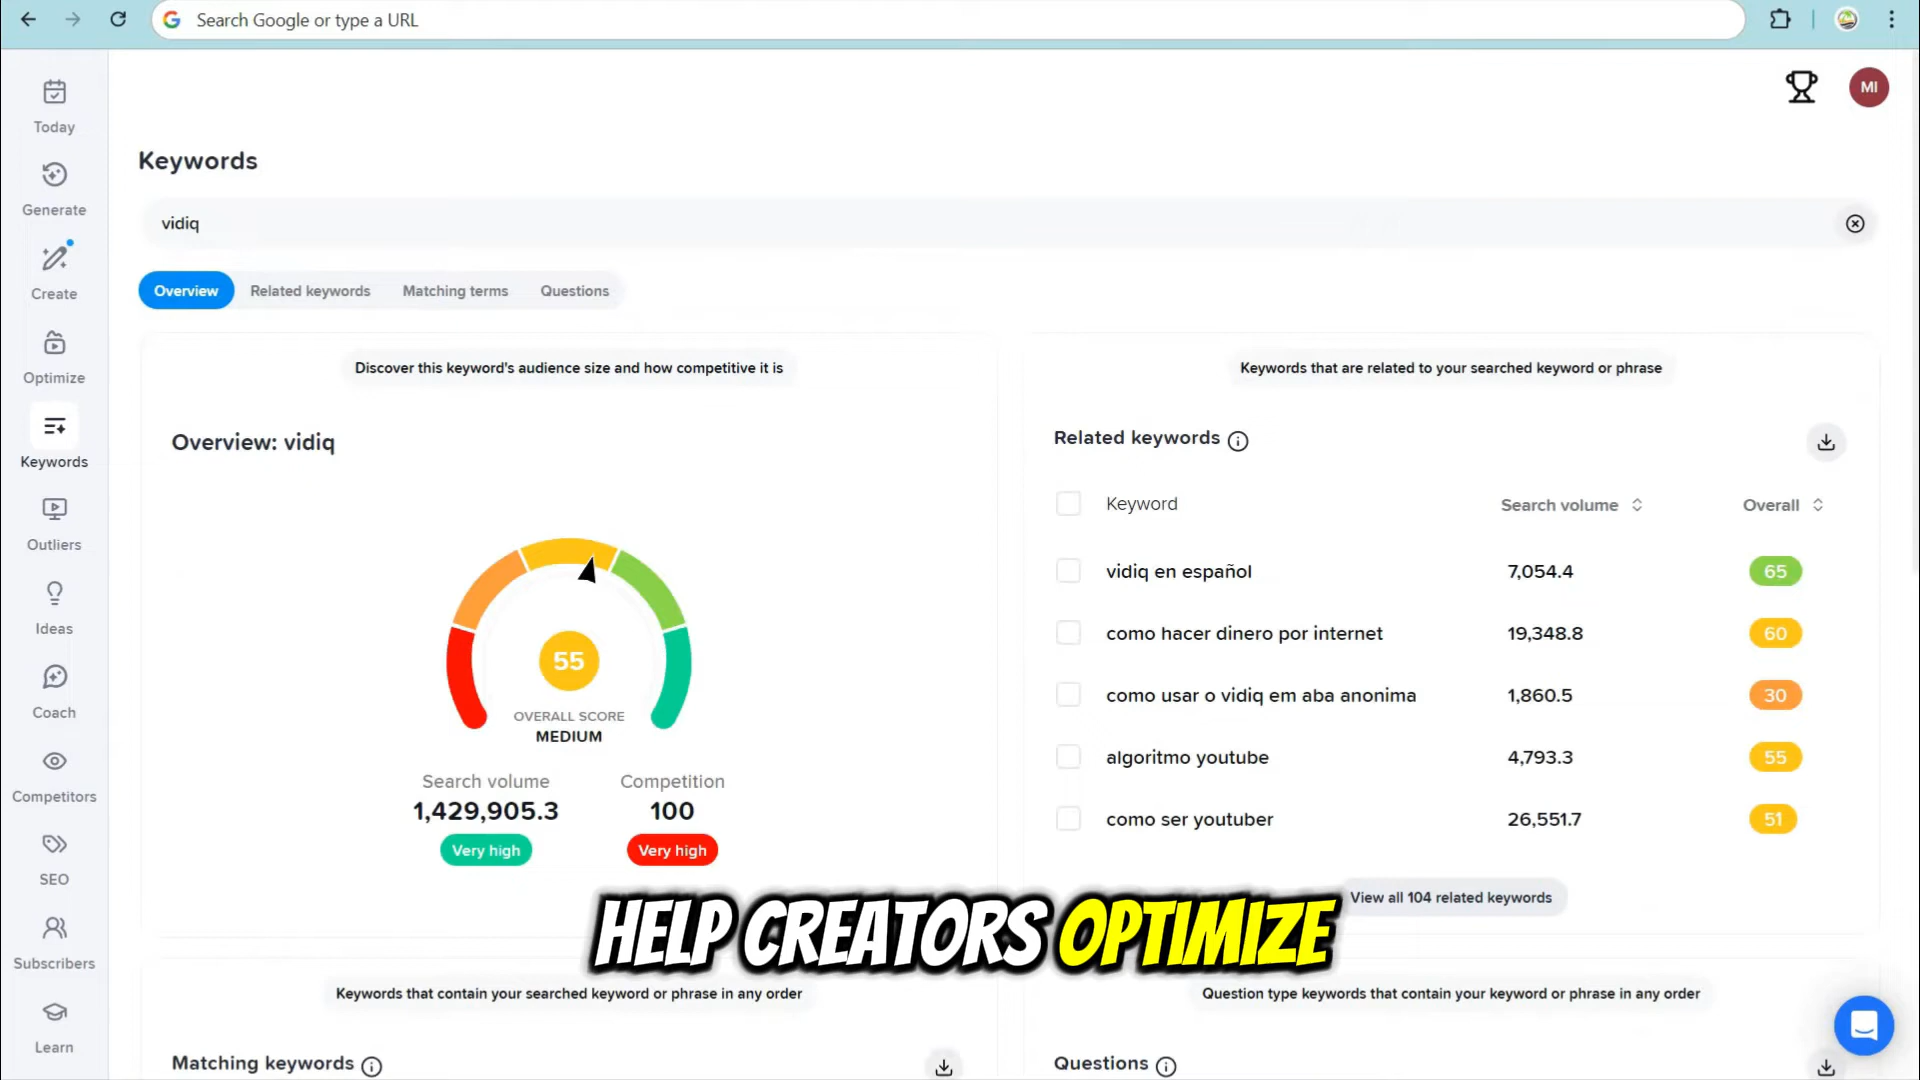 Search Google or type a URL
MI
Today
Generate
Create
Optimize
Keywords
Outliers
Ideas
Coach
Competitors
SEO
Subscribers
Learn
Keywords
vidiq
Overview
Related keywords
Matching terms
Questions
Discover this keyword's audience size and how competitive it is
Overview: vidiq
55
OVERALL SCORE
MEDIUM
Search volume
1,429,905.3
Very high
Competition
100
Very high
Keywords that are related to your searched keyword or phrase
Related keywords
Keyword Search volume Overall
vidiq en español 7,054.4 65
como hacer dinero por internet 19,348.8 60
como usar o vidiq em aba anonima 1,860.5 30
algoritmo youtube 4,793.3 55
como ser youtuber 26,551.7 51
View all 104 related keywords
HELP CREATORS OPTIMIZE
Keywords that contain your searched keyword or phrase in any order
Matching keywords
Question type keywords that contain your keyword or phrase in any order
Questions